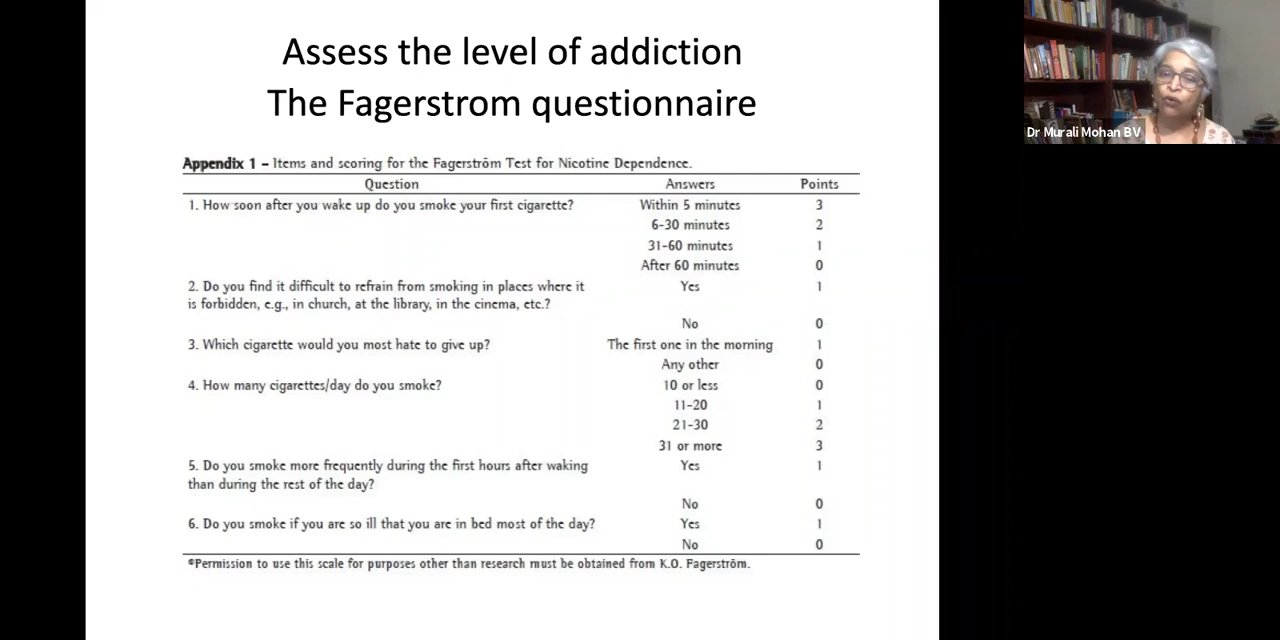 Assess the level of addiction
The Fagerstrom questionnaire
Appendix 1 – Items and scoring for the Fagerström Test for Nicotine Dependence.
Question Answers Points
1. How soon after you wake up do you smoke your first cigarette? Within 5 minutes 3
6-30 minutes 2
31-60 minutes 1
After 60 minutes 0
2. Do you find it difficult to refrain from smoking in places where it Yes 1
is forbidden, e.g., in church, at the library, in the cinema, etc.?
No 0
3. Which cigarette would you most hate to give up? The first one in the morning 1
Any other 0
4. How many cigarettes/day do you smoke? 10 or less 0
11-20 1
21-30 2
31 or more 3
5. Do you smoke more frequently during the first hours after waking Yes 1
than during the rest of the day?
No 0
6. Do you smoke if you are so ill that you are in bed most of the day? Yes 1
No 0
©Permission to use this scale for purposes other than research must be obtained from K.O. Fagerström.
Dr Murali Mohan BV